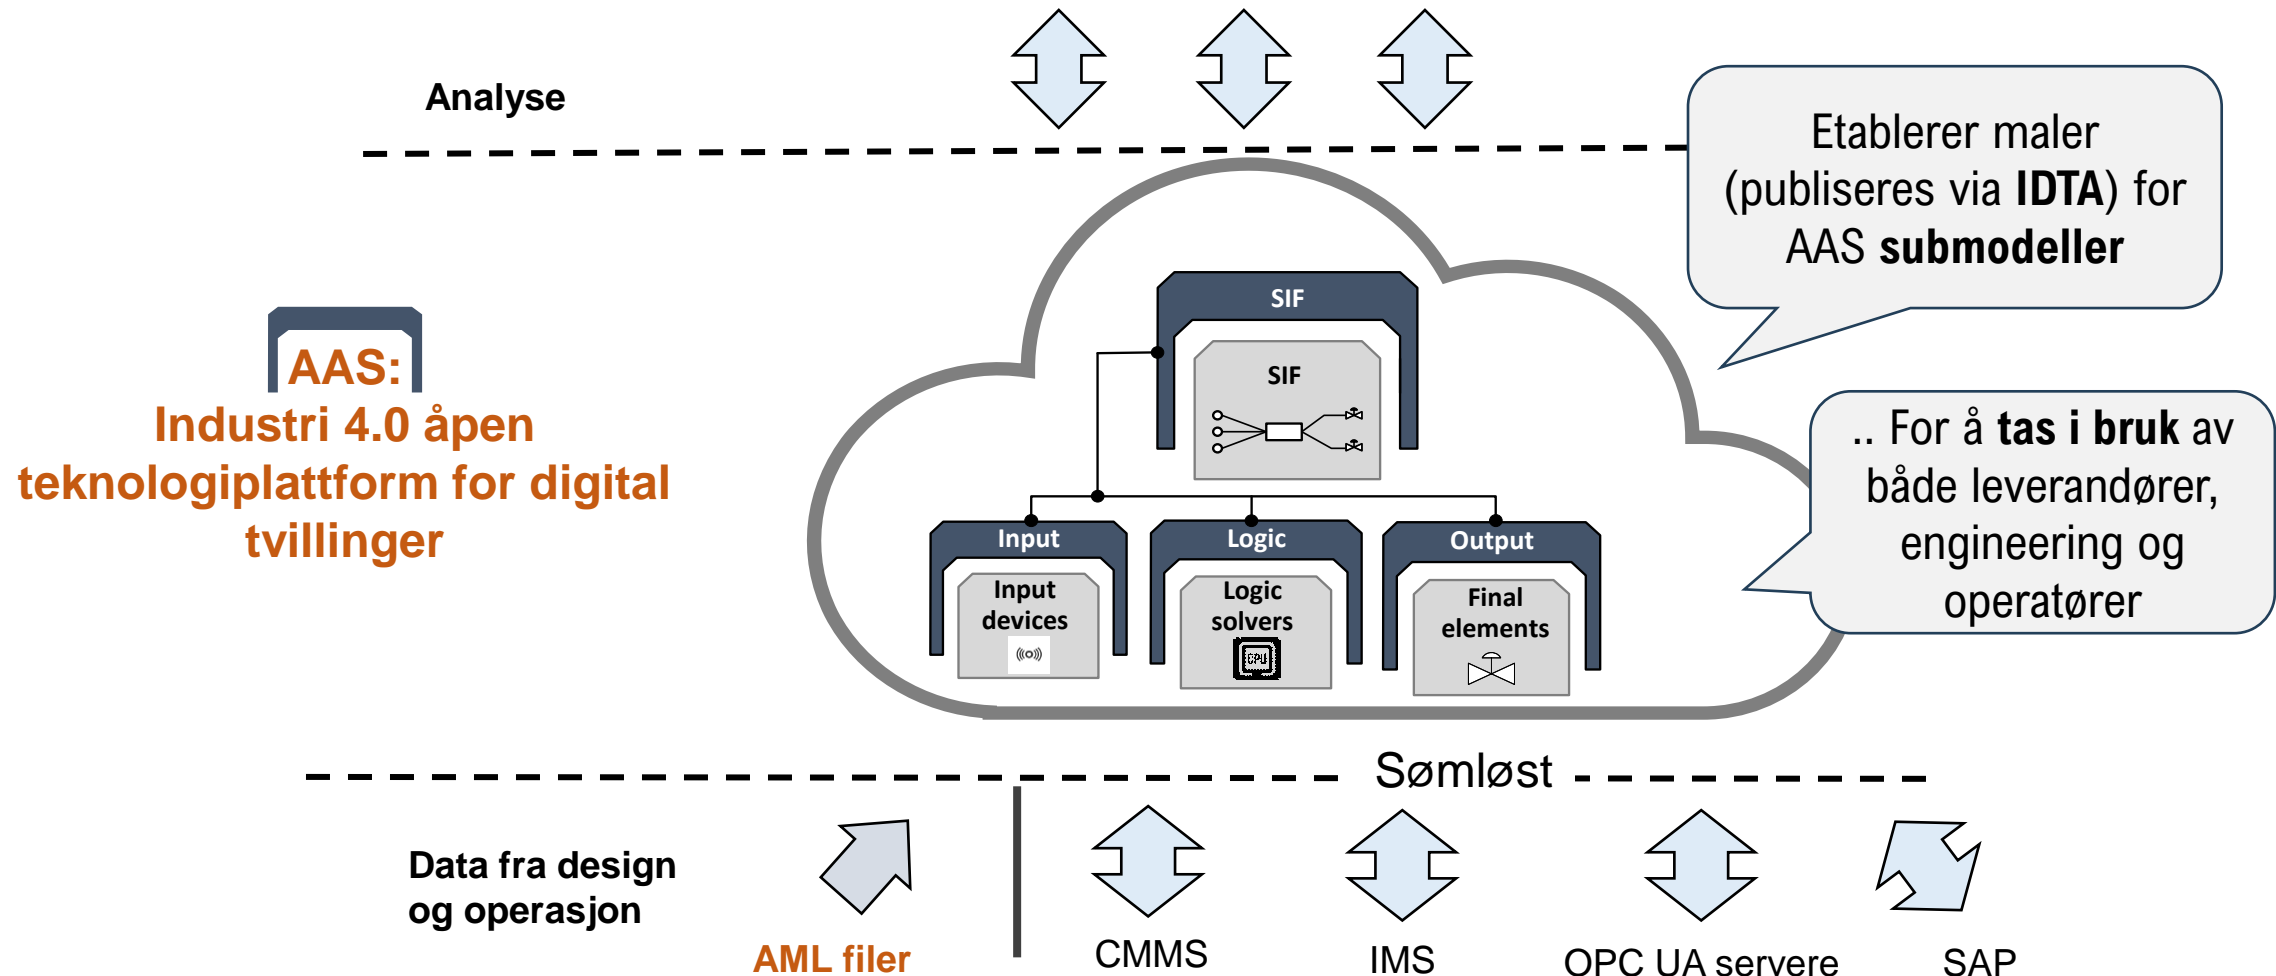 Analyse
Etablerer maler
(publiseres via IDTA) for
AAS submodeller
AAS:
Industri 4.0 åpen
teknologiplattform for digital
tvillinger
SIF
SIF
.. For å tas i bruk av
både leverandører,
engineering og
operatører
Input
Input
devices
Logic
Logic
solvers
CPU
Output
Final
elements
Sømløst
Data fra design
og operasjon
AML filer
CMMS
IMS
OPC UA servere
SAP